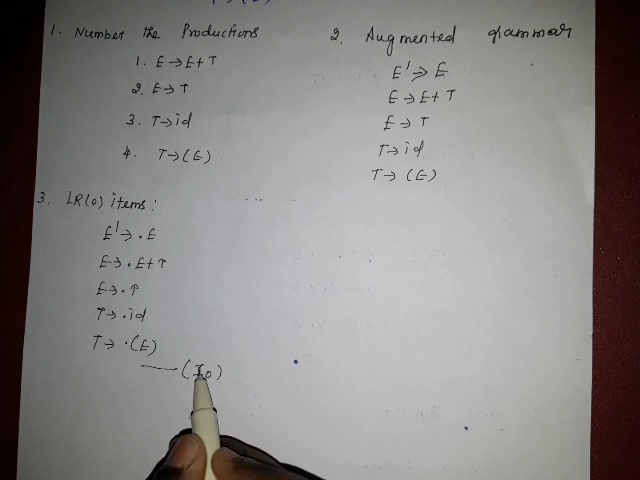 1. Number the Productions
1. E→E+T
2. E→T
3. T→id
4. T→(E)
2. Augmented grammar
E'→E
E→E+T
E→T
T→id
T→(E)
3. LR(0) items:
E'→.E
E→.E+T
E→.T
T→.id
T→.(E)
—(I0)